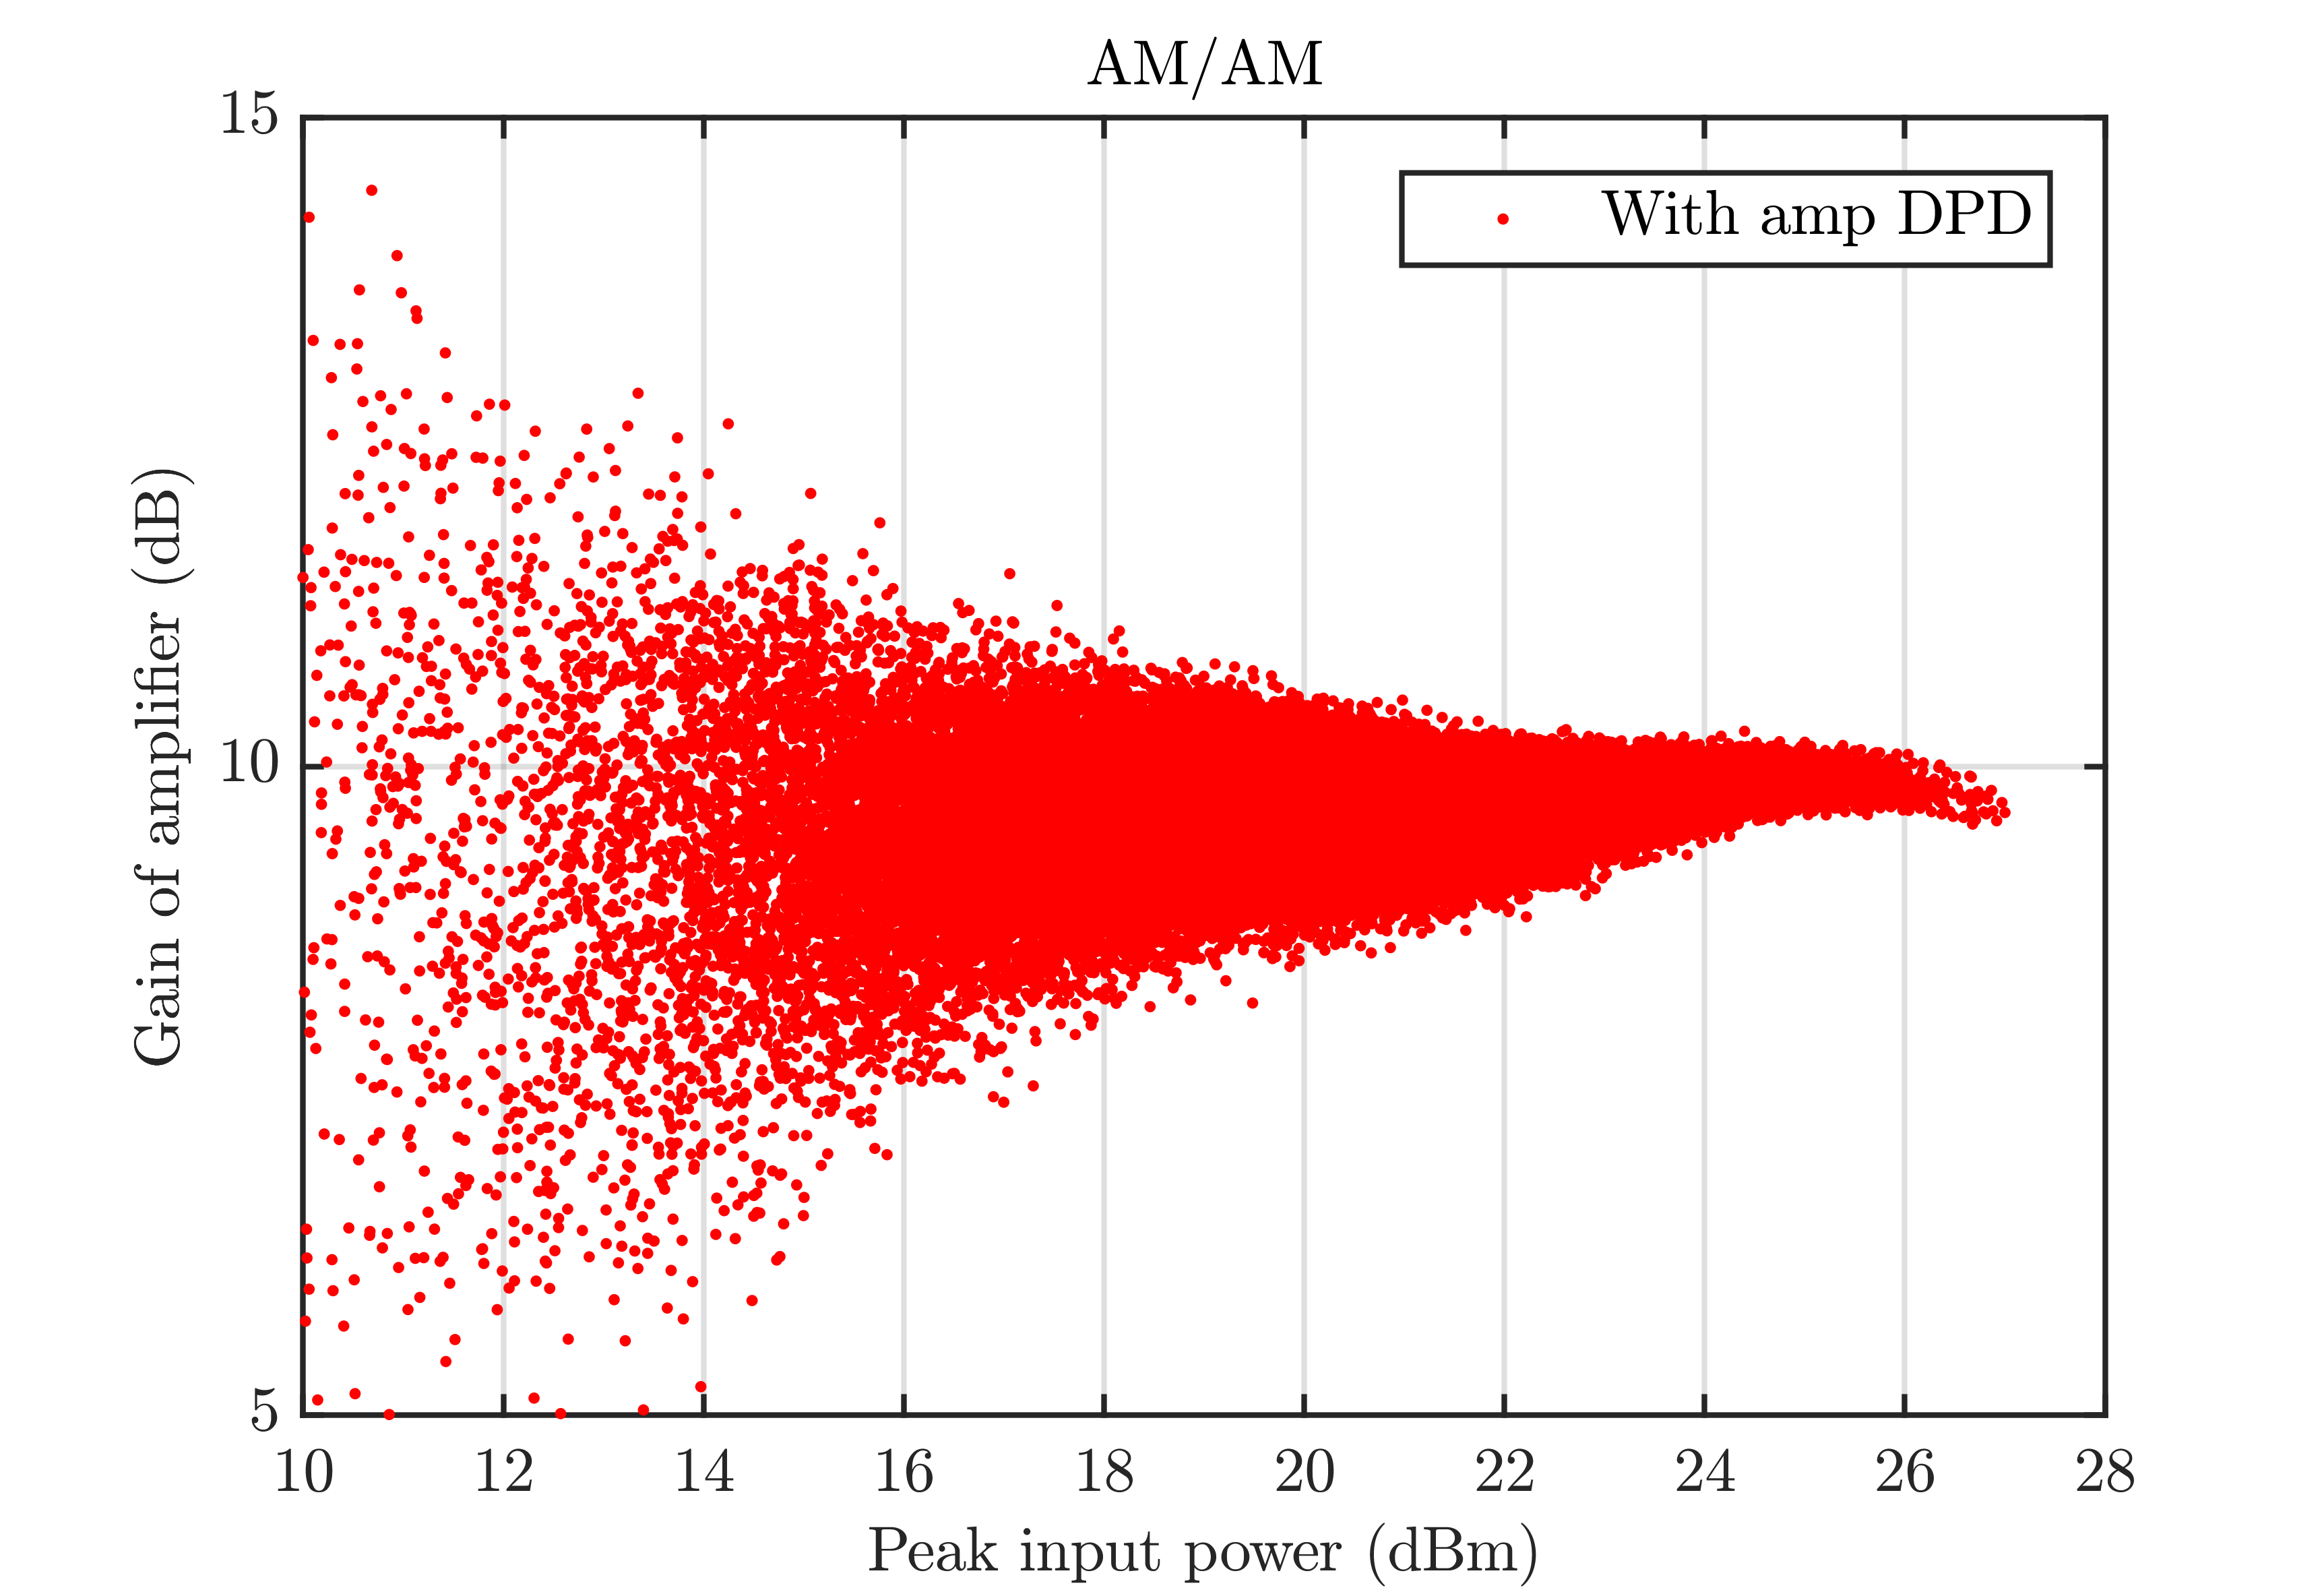 AM/AM
15
With amp DPD
Gain of amplifier (dB)
10
5
10 12 14 16 18 20 22 24 26 28
Peak input power (dBm)